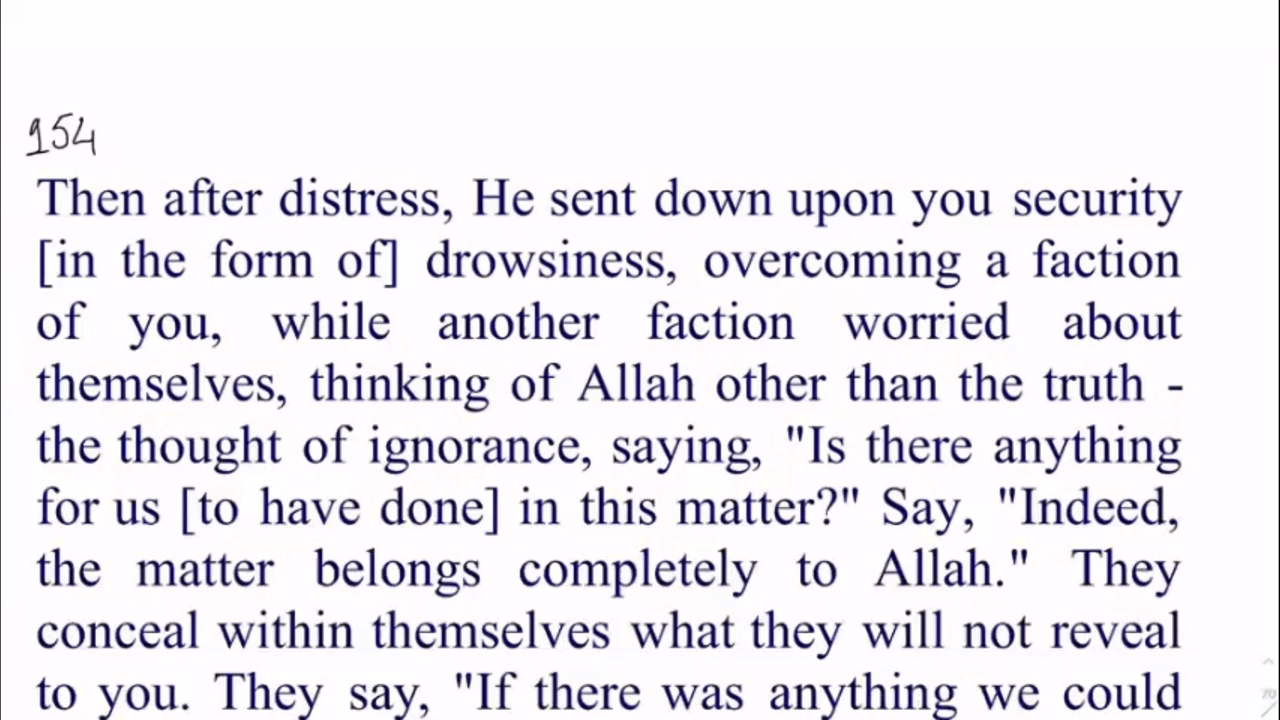 154
Then after distress, He sent down upon you security
[in the form of] drowsiness, overcoming a faction
of you, while another faction worried about
themselves, thinking of Allah other than the truth -
the thought of ignorance, saying, "Is there anything
for us [to have done] in this matter?" Say, "Indeed,
the matter belongs completely to Allah." They
conceal within themselves what they will not reveal
to you. They say, "If there was anything we could